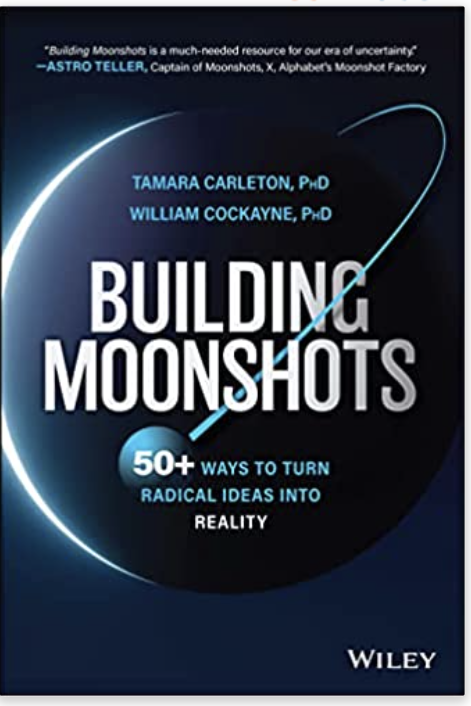 "Building Moonshots is a much-needed resource for our era of uncertainty."
—ASTRO TELLER, Captain of Moonshots, X, Alphabet's Moonshot Factory
TAMARA CARLETON, PHD
WILLIAM COCKAYNE, PHD
BUILDING
MOONSHOTS
50+ WAYS TO TURN
RADICAL IDEAS INTO
REALITY
WILEY